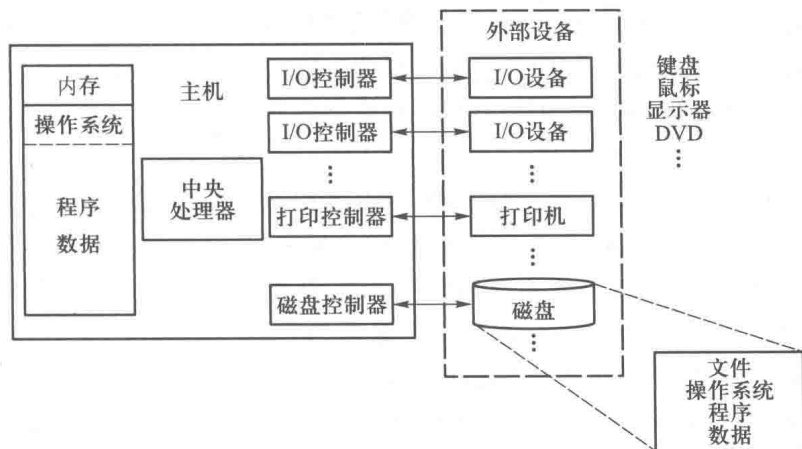 外部设备
内存
操作系统
程序
数据
主机
中央
处理器
I/O控制器
I/O控制器
⋮
打印控制器
磁盘控制器
I/O设备
I/O设备
⋮
打印机
⋮
磁盘
⋮
键盘
鼠标
显示器
DVD
⋮
文件
操作系统
程序
数据